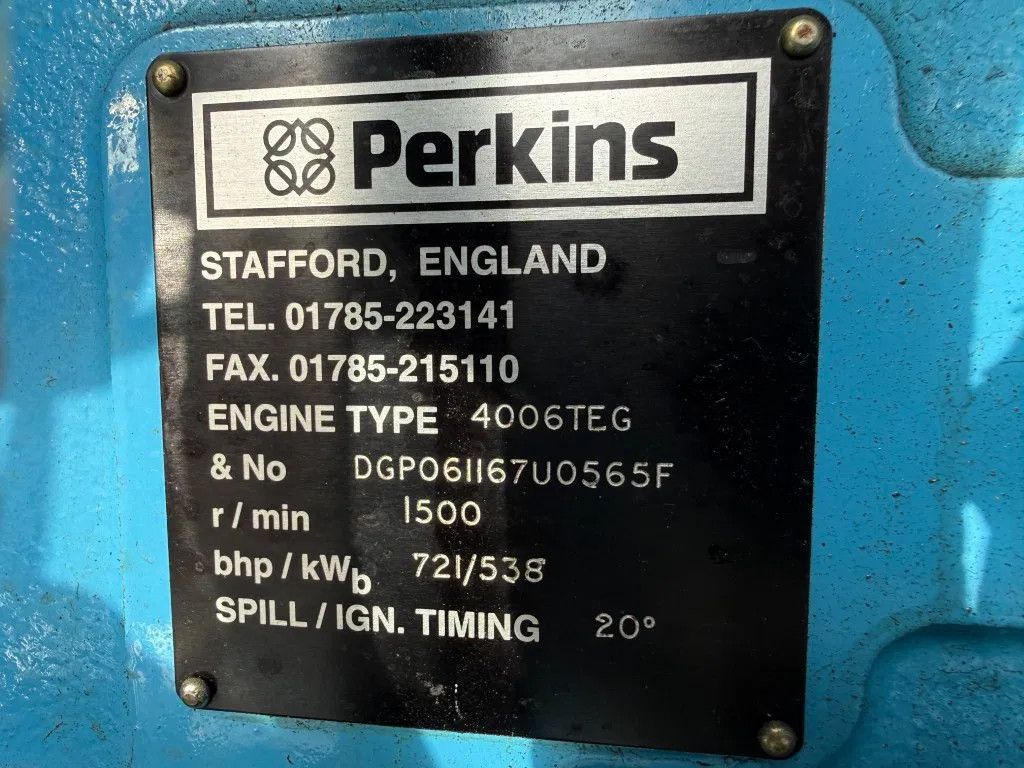 Perkins
STAFFORD, ENGLAND
TEL. 01785-223141
FAX. 01785-215110
ENGINE TYPE 4006TEG
& No DGP061167U0565F
r / min 1500
bhp / kWb 721/538
SPILL / IGN. TIMING 20°